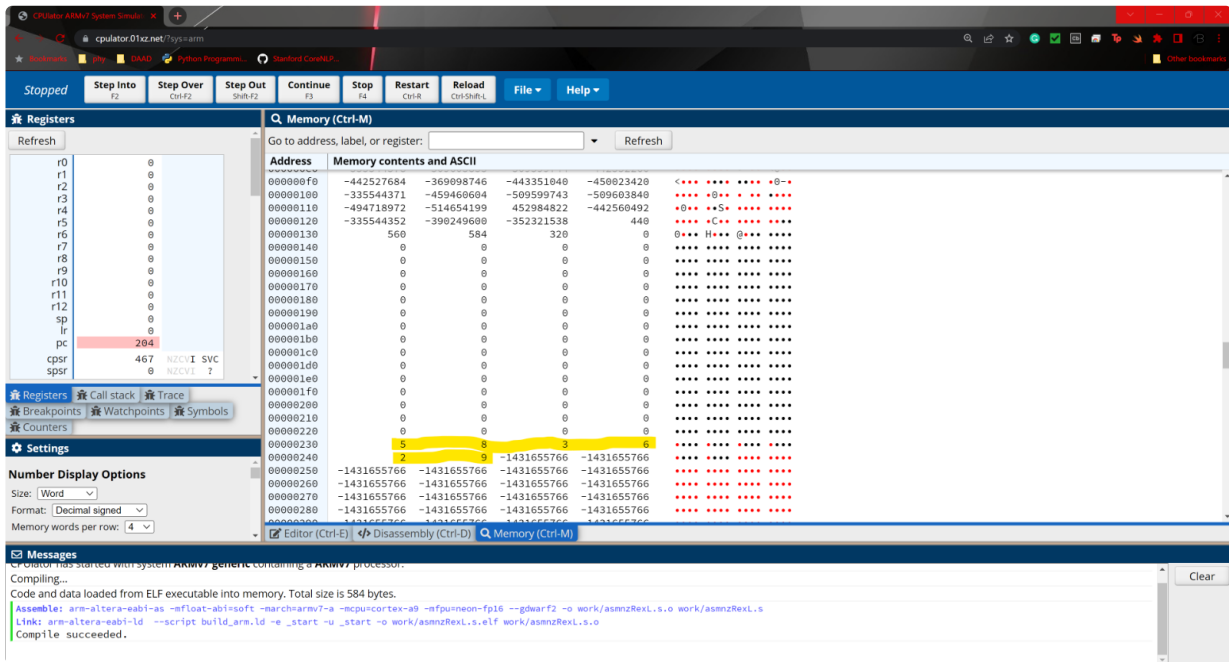 CPUlator ARMv7 System Simulat
cpulator.01xz.net/?sys=arm
Bookmarks phy DAAD Python Programmi... Stanford CoreNLP... Other bookmarks
Stopped
Step Into F2
Step Over Ctrl-F2
Step Out Shift-F2
Continue F3
Stop F4
Restart Ctrl-R
Reload Ctrl-Shift-L
File
Help
Registers
Refresh
r0 0
r1 0
r2 0
r3 0
r4 0
r5 0
r6 0
r7 0
r8 0
r9 0
r10 0
r11 0
r12 0
sp 0
lr 0
pc 204
cpsr 467 NZCVI SVC
spsr 0 NZCVI ?
Registers Call stack Trace
Breakpoints Watchpoints Symbols
Counters
Settings
Number Display Options
Size: Word
Format: Decimal signed
Memory words per row: 4
Memory (Ctrl-M)
Go to address, label, or register: Refresh
Address Memory contents and ASCII
000000f0 -442527684 -369098746 -443351040 -450023420 <••• •••• •••• •0-•
00000100 -335544371 -459460604 -509599743 -509603840
00000110 -494718972 -514654199 452984822 -442560492
00000120 -335544352 -390249600 -352321538 440
00000130 560 584 320 0 0••• H••• @••• ••••
00000140 0 0 0 0
00000150 0 0 0 0
00000160 0 0 0 0
00000170 0 0 0 0
00000180 0 0 0 0
00000190 0 0 0 0
000001a0 0 0 0 0
000001b0 0 0 0 0
000001c0 0 0 0 0
000001d0 0 0 0 0
000001e0 0 0 0 0
000001f0 0 0 0 0
00000200 0 0 0 0
00000210 0 0 0 0
00000220 0 0 0 0
00000230 5 8 3 6
00000240 2 9 -1431655766 -1431655766
00000250 -1431655766 -1431655766 -1431655766 -1431655766
00000260 -1431655766 -1431655766 -1431655766 -1431655766
00000270 -1431655766 -1431655766 -1431655766 -1431655766
00000280 -1431655766 -1431655766 -1431655766 -1431655766
Editor (Ctrl-E) Disassembly (Ctrl-D) Memory (Ctrl-M)
Messages
Clear
CPUlator has started with system ARMv7 generic containing a ARMv7 processor.
Compiling...
Code and data loaded from ELF executable into memory. Total size is 584 bytes.
Assemble: arm-altera-eabi-as -mfloat-abi=soft -march=armv7-a -mcpu=cortex-a9 -mfpu=neon-fp16 --gdwarf2 -o work/asmnzRexL.s.o work/asmnzRexL.s
Link: arm-altera-eabi-ld --script build_arm.ld -e _start -u _start -o work/asmnzRexL.s.elf work/asmnzRexL.s.o
Compile succeeded.